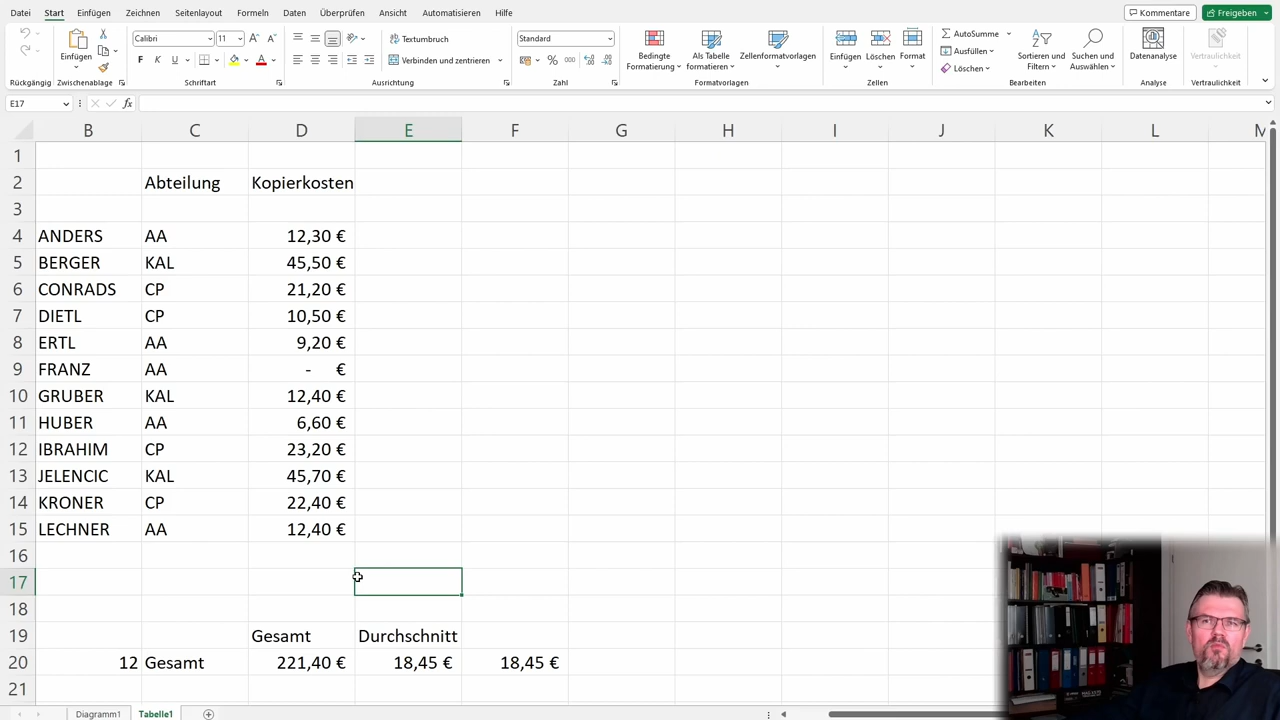 Datei Start Einfügen Zeichnen Seitenlayout Formeln Daten Überprüfen Ansicht Automatisieren Hilfe Kommentare Freigeben
Calibri 11 A A Textumbruch Standard AutoSumme
Einfügen F K U A Verbinden und zentrieren % 000 Bedingte Formatierung Als Tabelle formatieren Zellenformatvorlagen Einfügen Löschen Format Ausfüllen Löschen Sortieren und Filtern Suchen und Auswählen Datenanalyse Vertraulichkeit
Rückgängig Zwischenablage Schriftart Ausrichtung Zahl Formatvorlagen Zellen Bearbeiten Analyse Vertraulichkeit
E17 fx
B C D E F G H I J K L M
1
2 Abteilung Kopierkosten
3
4 ANDERS AA 12,30 €
5 BERGER KAL 45,50 €
6 CONRADS CP 21,20 €
7 DIETL CP 10,50 €
8 ERTL AA 9,20 €
9 FRANZ AA - €
10 GRUBER KAL 12,40 €
11 HUBER AA 6,60 €
12 IBRAHIM CP 23,20 €
13 JELENCIC KAL 45,70 €
14 KRONER CP 22,40 €
15 LECHNER AA 12,40 €
16
17
18
19 Gesamt Durchschnitt
20 12 Gesamt 221,40 € 18,45 € 18,45 €
21
Diagramm1 Tabelle1